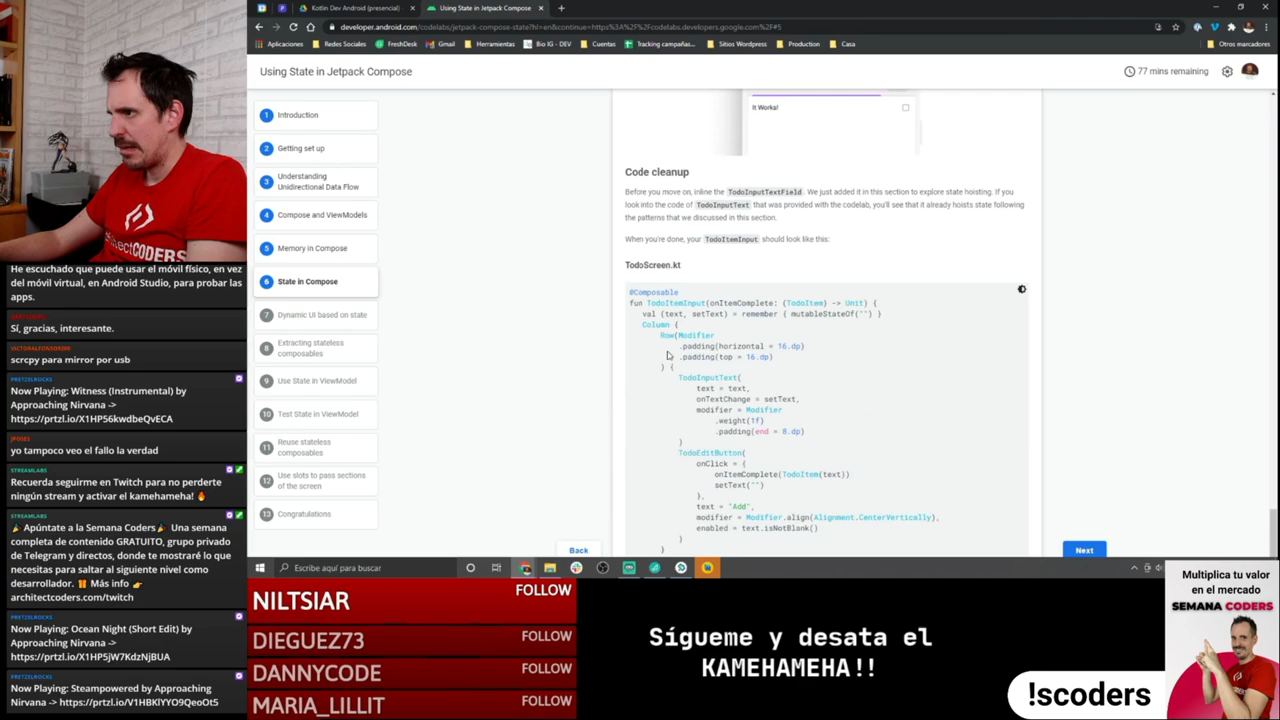 Kotlin Dev Android (presencial)
Using State in Jetpack Compose
developer.android.com/codelabs/jetpack-compose-state?hl=en&continue=https%3A%2F%2Fcodelabs.developers.google.com%2F#5
Aplicaciones
Redes Sociales
FreshDesk
Gmail
Herramientas
Bio IG - DEV
Cuentas
Tracking campañas...
Sitios Wordpress
Production
Casa
Otros marcadores
Using State in Jetpack Compose
77 mins remaining
1 Introduction
2 Getting set up
3 Understanding
Unidirectional Data Flow
4 Compose and ViewModels
5 Memory in Compose
6 State in Compose
7 Dynamic UI based on state
8 Extracting stateless
composables
9 Use State in ViewModel
10 Test State in ViewModel
11 Reuse stateless
composables
12 Use slots to pass sections
of the screen
13 Congratulations
It Works!
Code cleanup
Before you move on, inline the TodoInputTextField. We just added it in this section to explore state hoisting. If you
look into the code of TodoInputText that was provided with the codelab, you'll see that it already hoists state following
the patterns that we discussed in this section.
When you're done, your TodoItemInput should look like this:
TodoScreen.kt
@Composable
fun TodoItemInput(onItemComplete: (TodoItem) -> Unit) {
val (text, setText) = remember { mutableStateOf("") }
Column {
Row(Modifier
.padding(horizontal = 16.dp)
.padding(top = 16.dp)
) {
TodoInputText(
text = text,
onTextChange = setText,
modifier = Modifier
.weight(1f)
.padding(end = 8.dp)
)
TodoEditButton(
onClick = {
onItemComplete(TodoItem(text))
setText("")
},
text = "Add",
modifier = Modifier.align(Alignment.CenterVertically),
enabled = text.isNotBlank()
)
}
Back
Next
Escribe aquí para buscar
He escuchado que puede usar el móvil físico, en vez
del móvil virtual, en Android Studio, para probar las
apps.
Sí, gracias, interesante.
scrcpy para mirror por usb
PRETZELROCKS
Now Playing: Witness (Instrumental) by
Approaching Nirvana ->
JPOSES
yo tampoco veo el fallo la verdad
STREAMLABS
Recuerda seguirme en Twitch para no perderte
ningún stream y activar el kamehameha! 🔥
STREAMLABS
🎉 Arranca la Semana Coders🎉 Una semana
repleta de contenido GRATUITO, grupo privado
de Telegram y directos, donde te mostraré lo que
necesitas para saltar al siguiente nivel como
desarrollador. Más info 👉
architectcoders.com/twitch
PRETZELROCKS
Now Playing: Ocean Night (Short Edit) by
Approaching Nirvana ->
https://prtzl.io/X1HP5jW7KdzNjBUA
PRETZELROCKS
Now Playing: Steampowered by Approaching
NILTSIAR FOLLOW
DIEGUEZ73 FOLLOW
DANNYCODE FOLLOW
MARIA_LILLIT FOLLOW
Sígueme y desata el
KAMEHAMEHA!!
Multiplica tu valor
en el mercado
SEMANA CODERS
!scoders